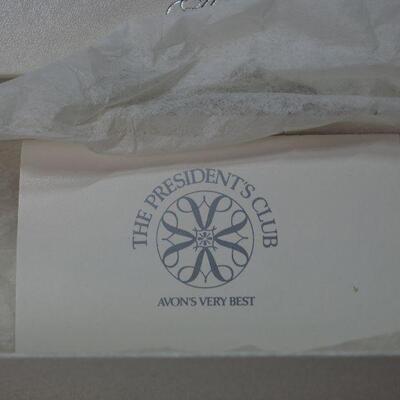 THE PRESIDENT'S CLUB
AVON'S VERY BEST